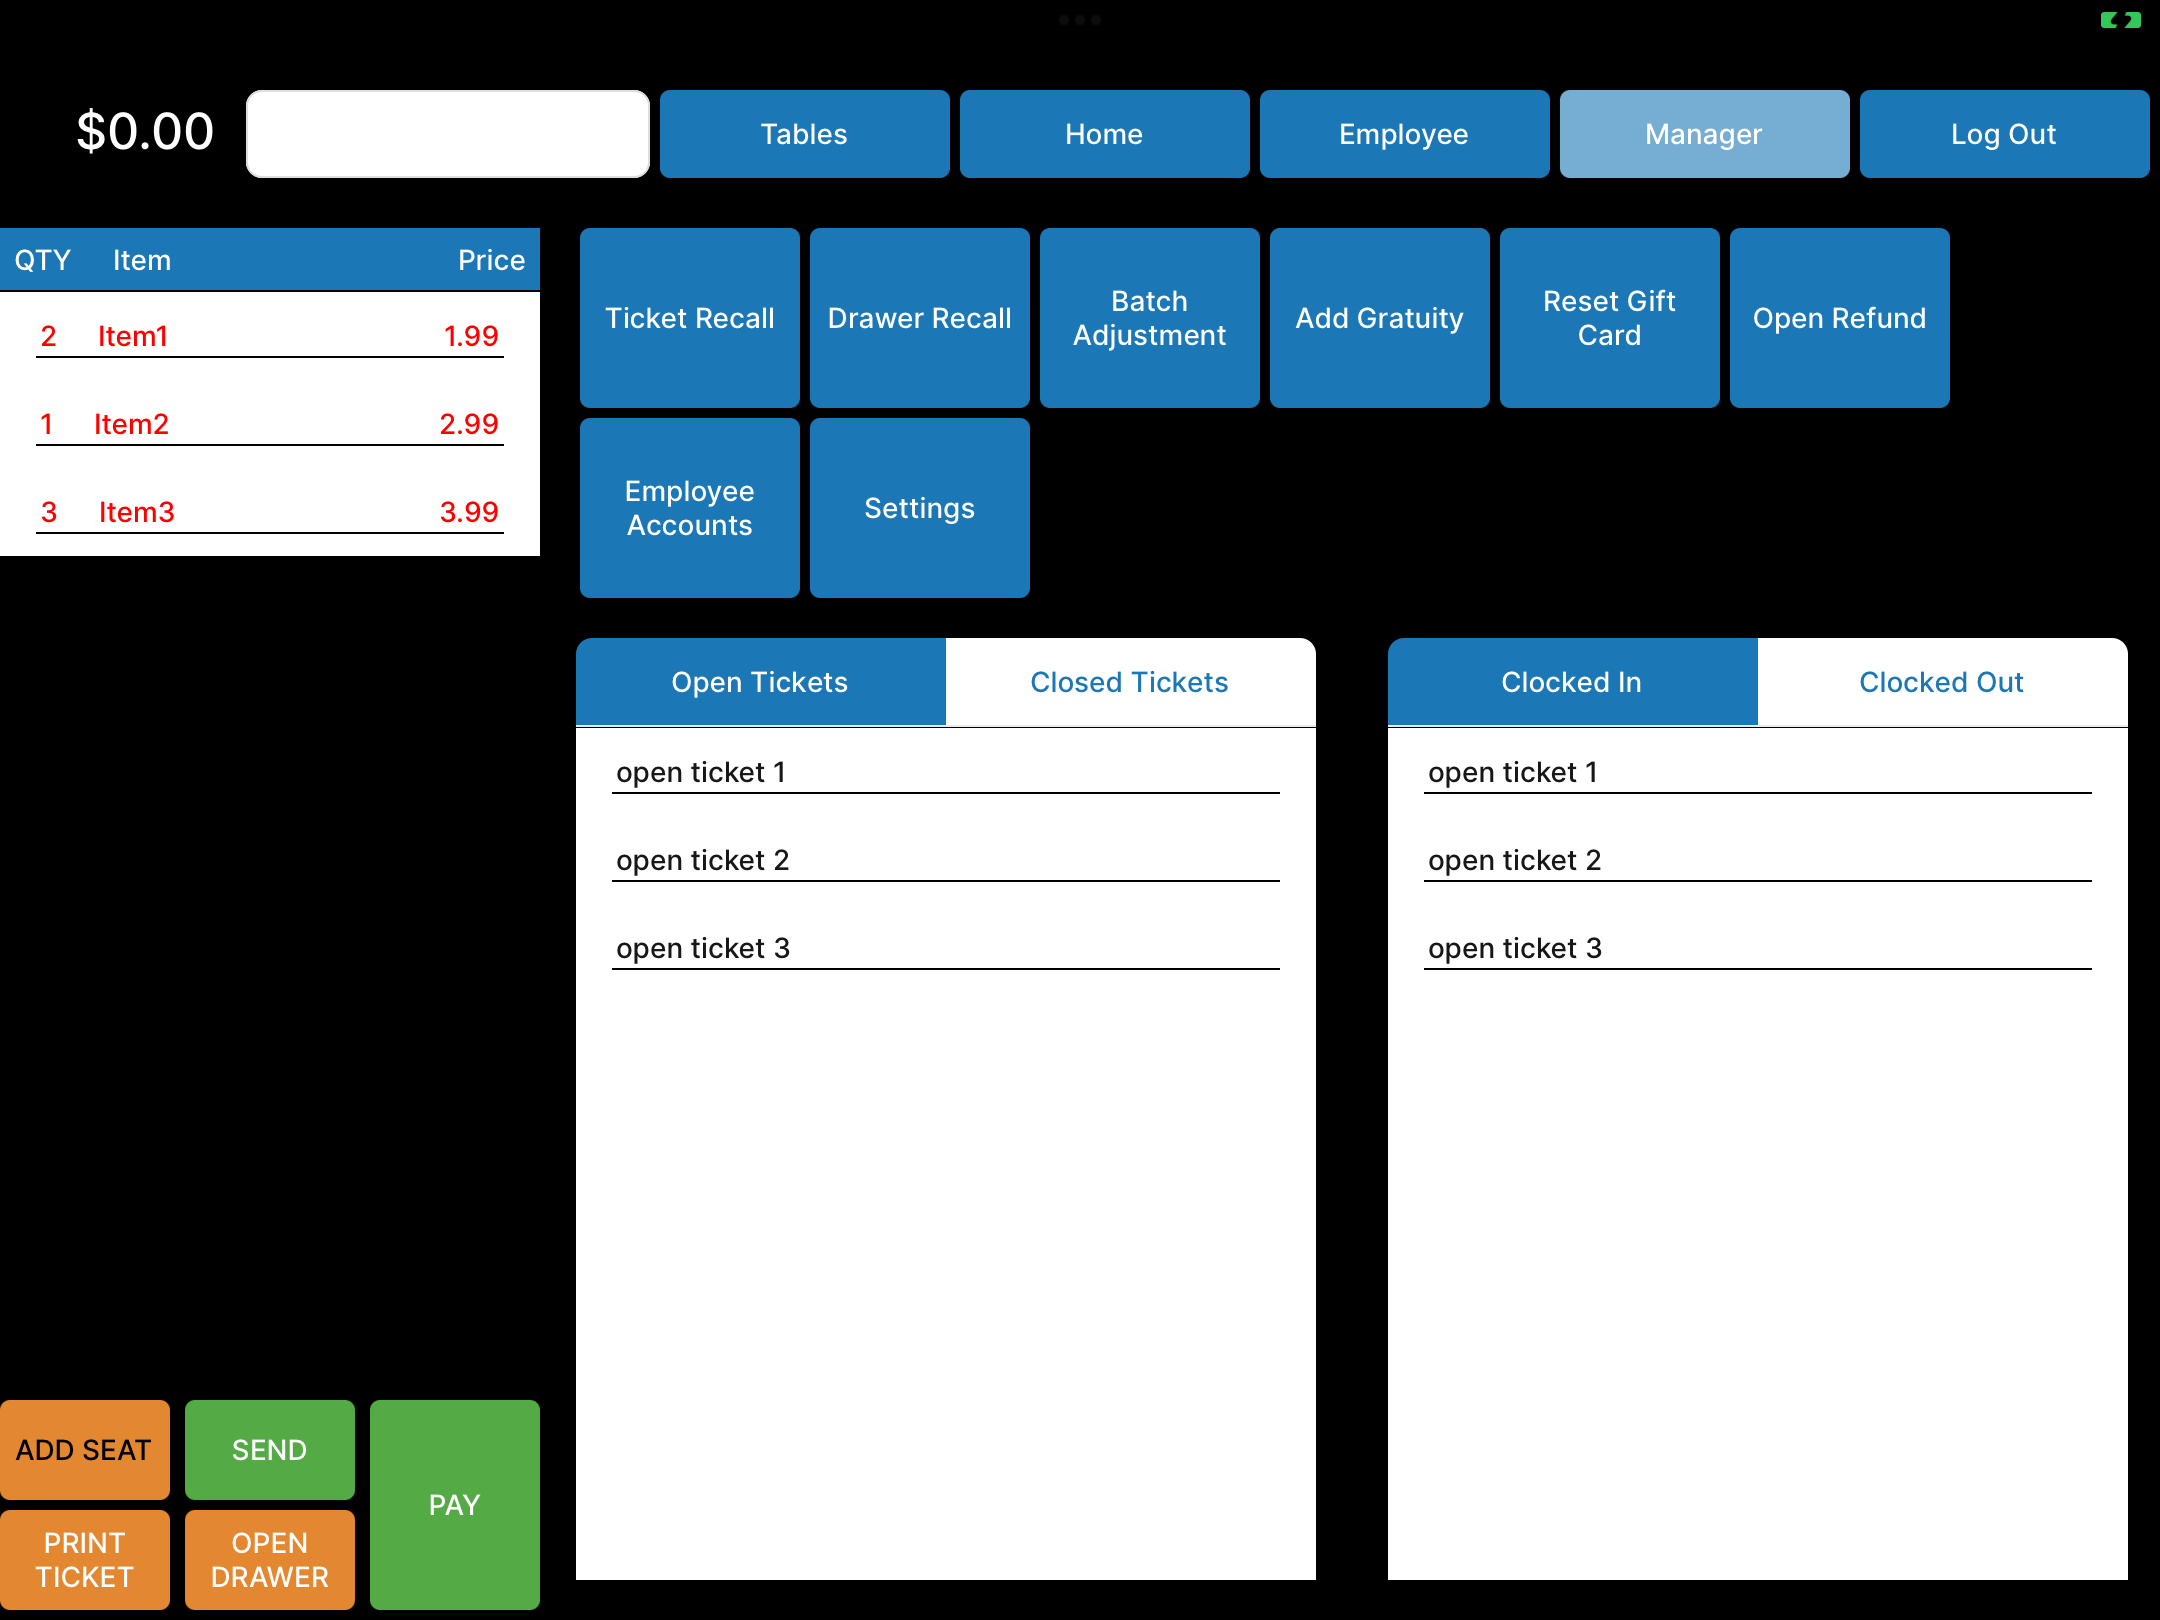 $0.00
Tables
Home
Employee
Manager
Log Out
QTY Item Price
2 Item1 1.99
1 Item2 2.99
3 Item3 3.99
Ticket Recall
Drawer Recall
Batch
Adjustment
Add Gratuity
Reset Gift
Card
Open Refund
Employee
Accounts
Settings
Open Tickets
Closed Tickets
open ticket 1
open ticket 2
open ticket 3
Clocked In
Clocked Out
open ticket 1
open ticket 2
open ticket 3
ADD SEAT
SEND
PAY
PRINT
TICKET
OPEN
DRAWER